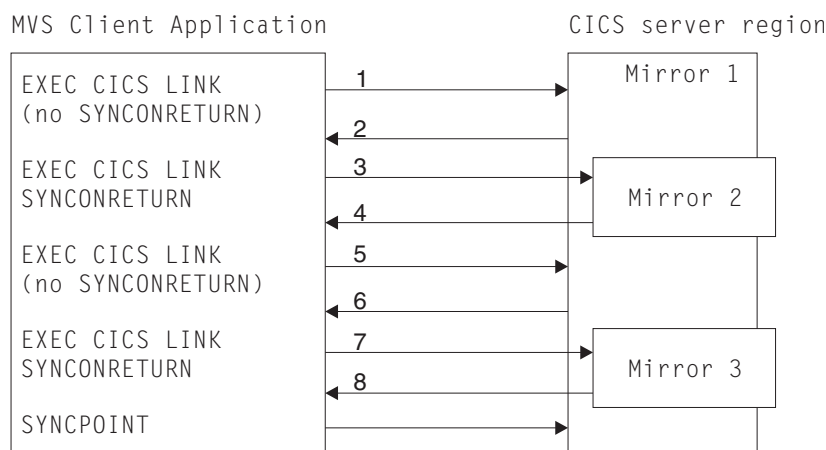 MVS Client Application
CICS server region
EXEC CICS LINK
(no SYNCONRETURN)
1
Mirror 1
2
EXEC CICS LINK
SYNCONRETURN
3
Mirror 2
4
EXEC CICS LINK
(no SYNCONRETURN)
5
6
EXEC CICS LINK
SYNCONRETURN
7
Mirror 3
8
SYNCPOINT